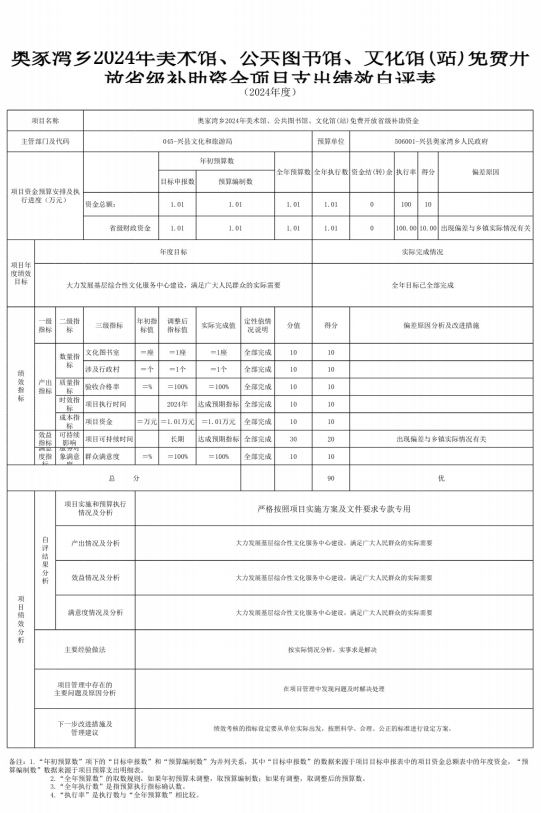 奥家湾乡2024年美术馆、公共图书馆、文化馆(站)免费开
放省级补助资金项目支出绩效自评表
（2024年度）
项目名称 奥家湾乡2024年美术馆、公共图书馆、文化馆(站)免费开放省级补助资金
主管部门及代码 045-兴县文化和旅游局 预算单位 506001-兴县奥家湾乡人民政府
项目资金预算安排及执行进度（万元） 年初预算数 全年预算数 全年执行数 资金结(转)余 执行率 得分 偏差原因
目标申报数 预算编制数
资金总额： 1.01 1.01 1.01 1.01 0 100 10
省级财政资金 1.01 1.01 1.01 1.01 0 100.00 10.00 出现偏差与乡镇实际情况有关
项目年度绩效目标 年度目标 实际完成情况
大力发展基层综合性文化服务中心建设，满足广大人民群众的实际需要 全年目标已全部完成
绩效指标 一级指标 二级指标 三级指标 年初指标值 调整后指标值 实际完成值 定性值情况说明 分值 得分 偏差原因分析及改进措施
产出指标 数量指标 文化图书室 ＝座 ＝1座 ＝1座 全部完成 10 10
涉及行政村 ＝个 ＝1个 ＝1个 全部完成 10 10
质量指标 验收合格率 ＝% ＝100% ＝100% 全部完成 10 10
时效指标 项目执行时间 2024年 达成预期指标 全部完成 10 10
成本指标 项目资金 ＝万元 ＝1.01万元 ＝1.01万元 全部完成 10 10
效益指标 可持续影响 项目可持续时间 长期 达成预期指标 全部完成 30 20 出现偏差与乡镇实际情况有关
满意度指标 服务对象满意度 群众满意度 ＝% ＝100% ＝100% 全部完成 10 10
总 分 90 优
项目绩效分析 自评结果分析 项目实施和预算执行情况及分析 严格按照项目实施方案及文件要求专款专用
产出情况及分析 大力发展基层综合性文化服务中心建设，满足广大人民群众的实际需要
效益情况及分析 大力发展基层综合性文化服务中心建设，满足广大人民群众的实际需要
满意度情况及分析 大力发展基层综合性文化服务中心建设，满足广大人民群众的实际需要
主要经验做法 按实际情况分析，实事求是解决
项目管理中存在的主要问题及原因分析 在项目管理中发现问题及时解决处理
下一步改进措施及管理建议 绩效考核的指标设定要从单位实际出发，按照科学、合理、公正的标准进行设定方案。
备注：1.“年初预算数”项下的“目标申报数”和“预算编制数”为并列关系，其中“目标申报数”的数据来源于项目目标申报表中的项目资金总额表中的年度资金，“预
算编制数”数据来源于项目预算支出明细表。
2.“全年预算数”的取数规则，如果年初预算未调整，取预算编制数；如果有调整，取调整后的预算数。
3.“全年执行数”是指预算执行指标确认数。
4.“执行率”是执行数与“全年预算数”相比较。